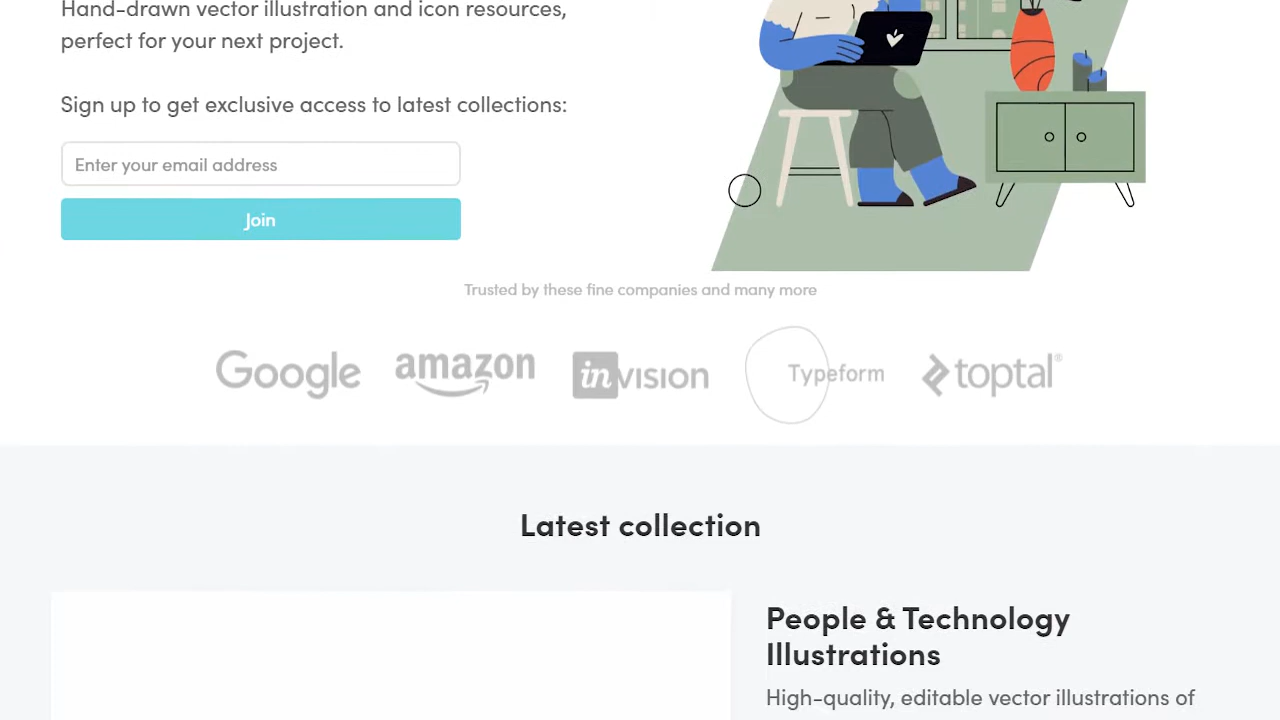 Hand-drawn vector illustration and icon resources,
perfect for your next project.
Sign up to get exclusive access to latest collections:
Enter your email address
Join
Trusted by these fine companies and many more
Google
amazon
in VISION
Typeform
toptal®
Latest collection
People & Technology
Illustrations
High-quality, editable vector illustrations of